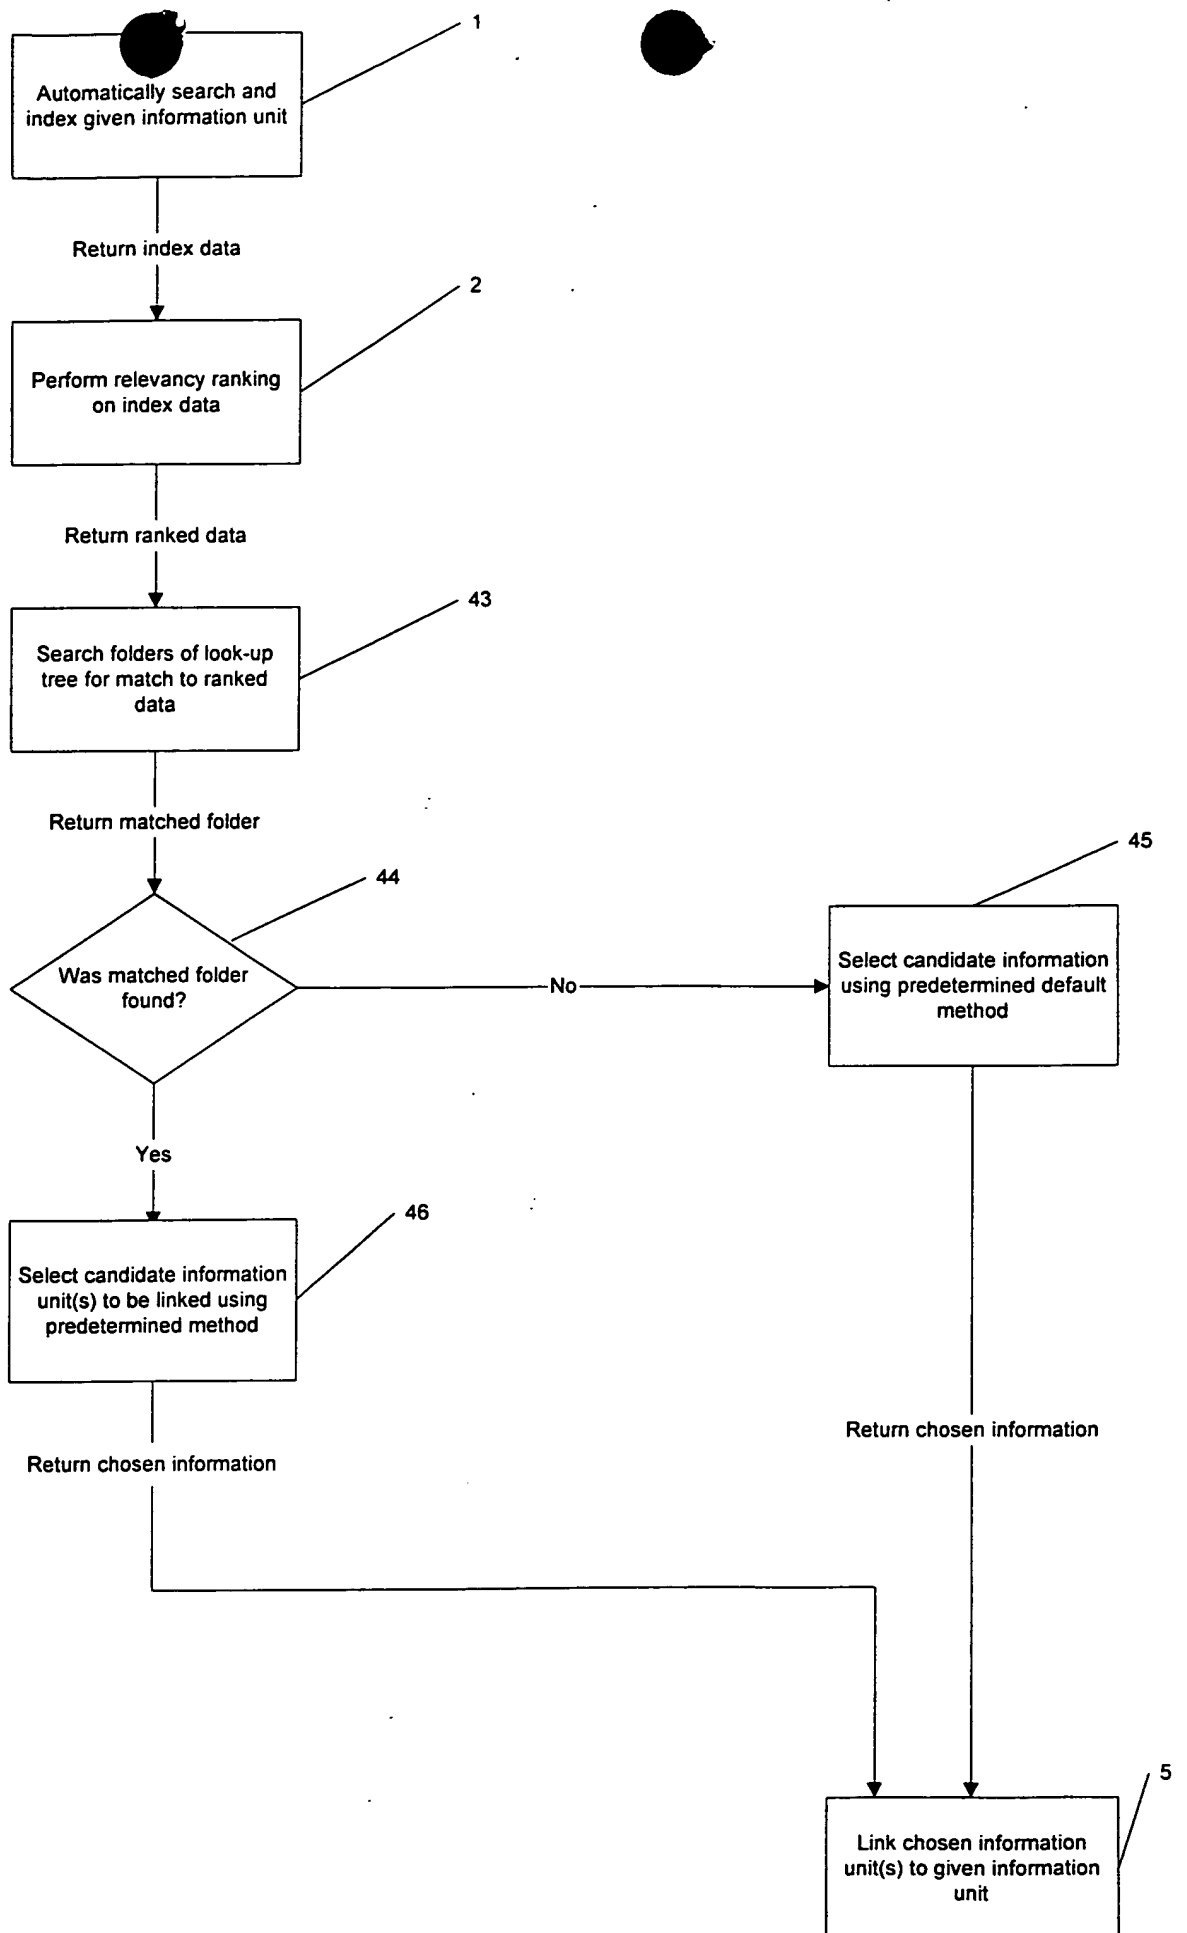 1
Automatically search and
index given information unit
Return index data
2
Perform relevancy ranking
on index data
Return ranked data
43
Search folders of look-up
tree for match to ranked
data
Return matched folder
44
45
Was matched folder
found?
No
Select candidate information
using predetermined default
method
Yes
46
Select candidate information
unit(s) to be linked using
predetermined method
Return chosen information
Return chosen information
5
Link chosen information
unit(s) to given information
unit